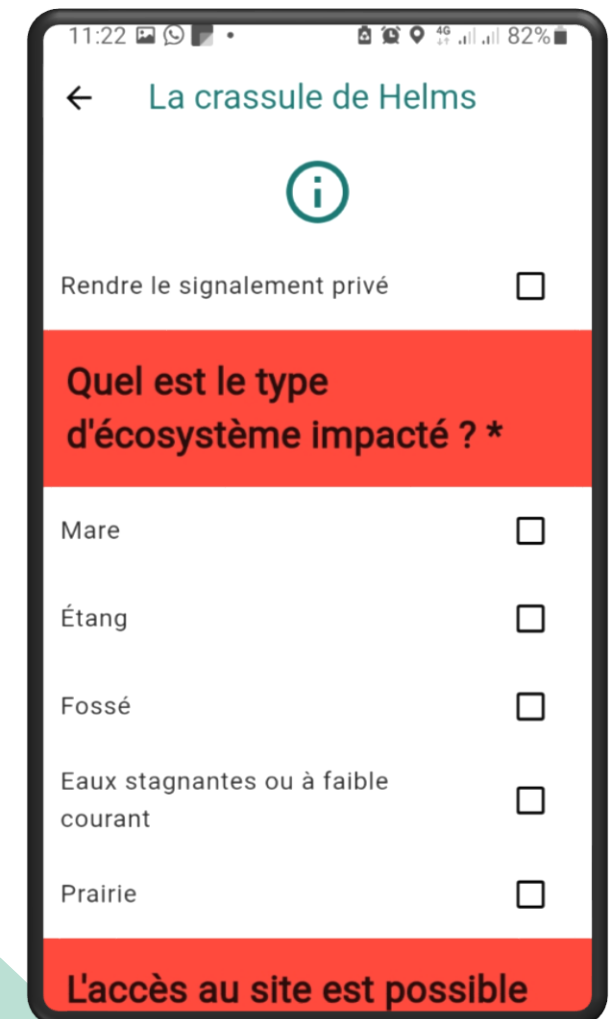 11:22 82%
4G
La crassule de Helms
i
Rendre le signalement privé
Quel est le type
d'écosystème impacté ? *
Mare
Étang
Fossé
Eaux stagnantes ou à faible
courant
Prairie
L'accès au site est possible